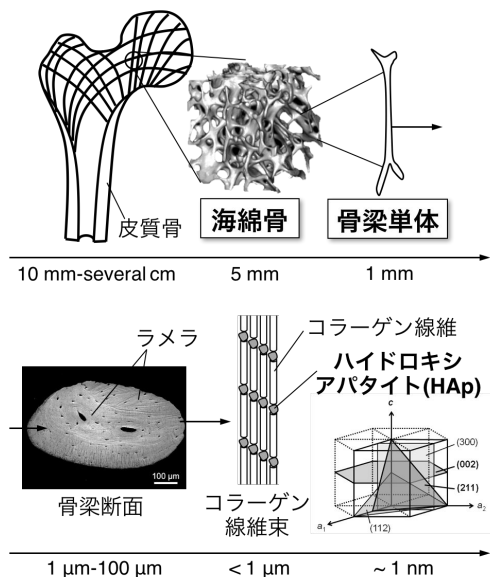 皮質骨
海綿骨
骨梁単体
10 mm-several cm
5 mm
1 mm
ラメラ
コラーゲン線維
ハイドロキシ
アパタイト(HAp)
100 μm
骨梁断面
コラーゲン
線維束
c
(300)
(002)
(211)
a2
a1
(112)
1 μm-100 μm
< 1 μm
~ 1 nm